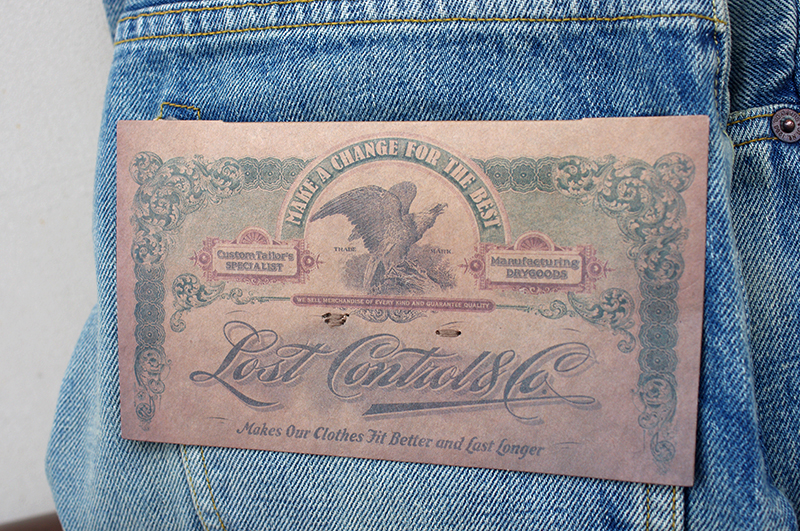 MAKE A CHANGE FOR THE BEST
TRADE MARK
Custom Tailor's
SPECIALIST
Manufacturing
DRYGOODS
WE SELL MERCHANDISE OF EVERY KIND AND GUARANTEE QUALITY
Lost Control & Co.
Makes Our Clothes Fit Better and Last Longer